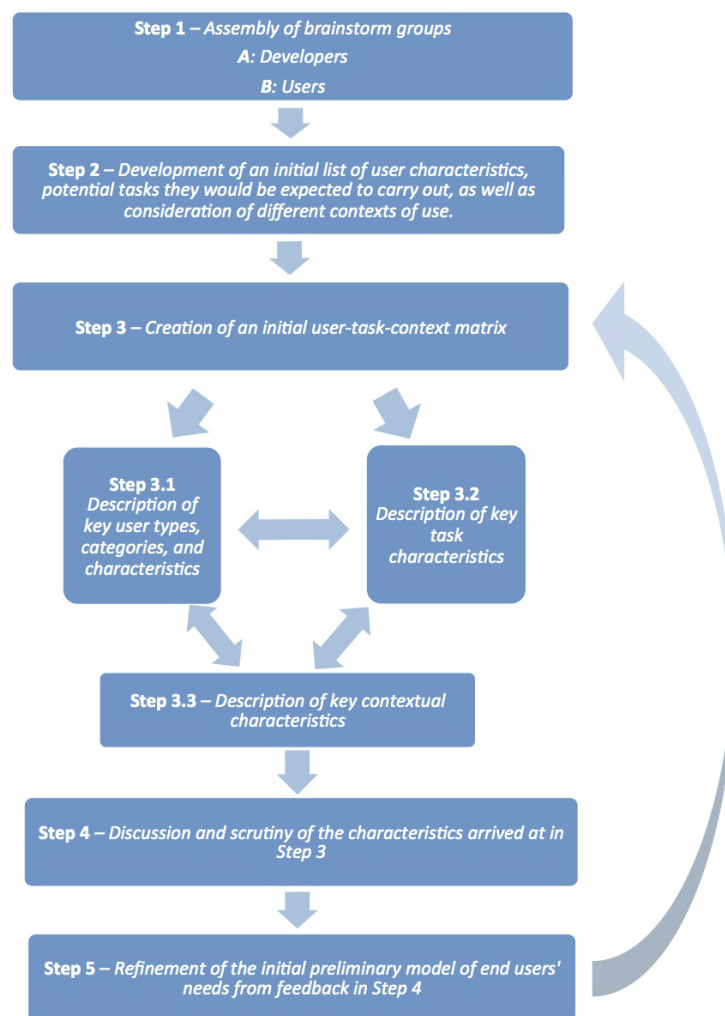 Step 1 – Assembly of brainstorm groups
A: Developers
B: Users
Step 2 – Development of an initial list of user characteristics,
potential tasks they would be expected to carry out, as well as
consideration of different contexts of use.
Step 3 – Creation of an initial user-task-context matrix
Step 3.1
Description of
key user types,
categories, and
characteristics
Step 3.2
Description of key
task
characteristics
Step 3.3 – Description of key contextual
characteristics
Step 4 – Discussion and scrutiny of the characteristics arrived at in
Step 3
Step 5 – Refinement of the initial preliminary model of end users'
needs from feedback in Step 4